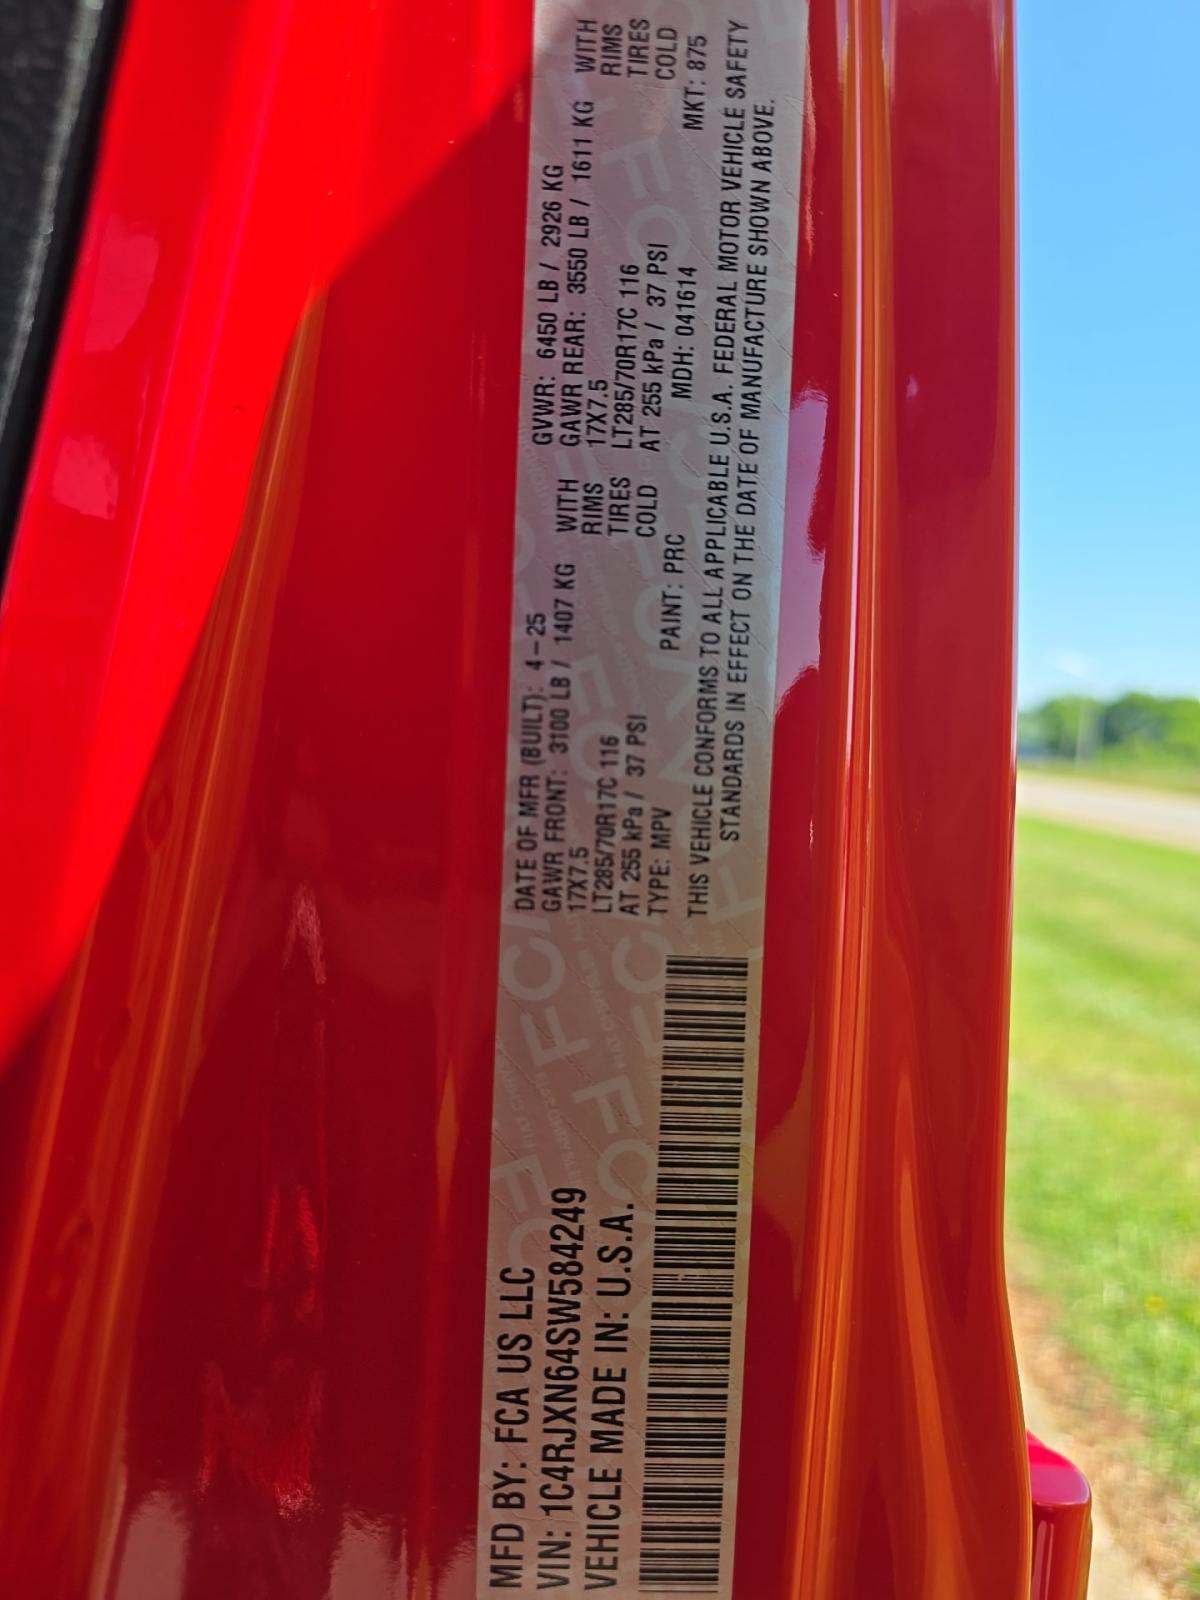 MFD BY: FCA US LLC
VIN: 1C4RJXN64SW584249
VEHICLE MADE IN: U.S.A.
DATE OF MFR (BUILT): 4-25 GVWR: 6450 LB / 2926 KG
GAWR FRONT: 3100 LB / 1407 KG WITH GAWR REAR: 3550 LB / 1611 KG WITH
17X7.5 RIMS 17X7.5 RIMS
LT285/70R17C 116 TIRES LT285/70R17C 116 TIRES
AT 255 kPa / 37 PSI COLD AT 255 kPa / 37 PSI COLD
TYPE: MPV PAINT: PRC MDH: 041614 MKT: 875
THIS VEHICLE CONFORMS TO ALL APPLICABLE U.S.A. FEDERAL MOTOR VEHICLE SAFETY
STANDARDS IN EFFECT ON THE DATE OF MANUFACTURE SHOWN ABOVE.